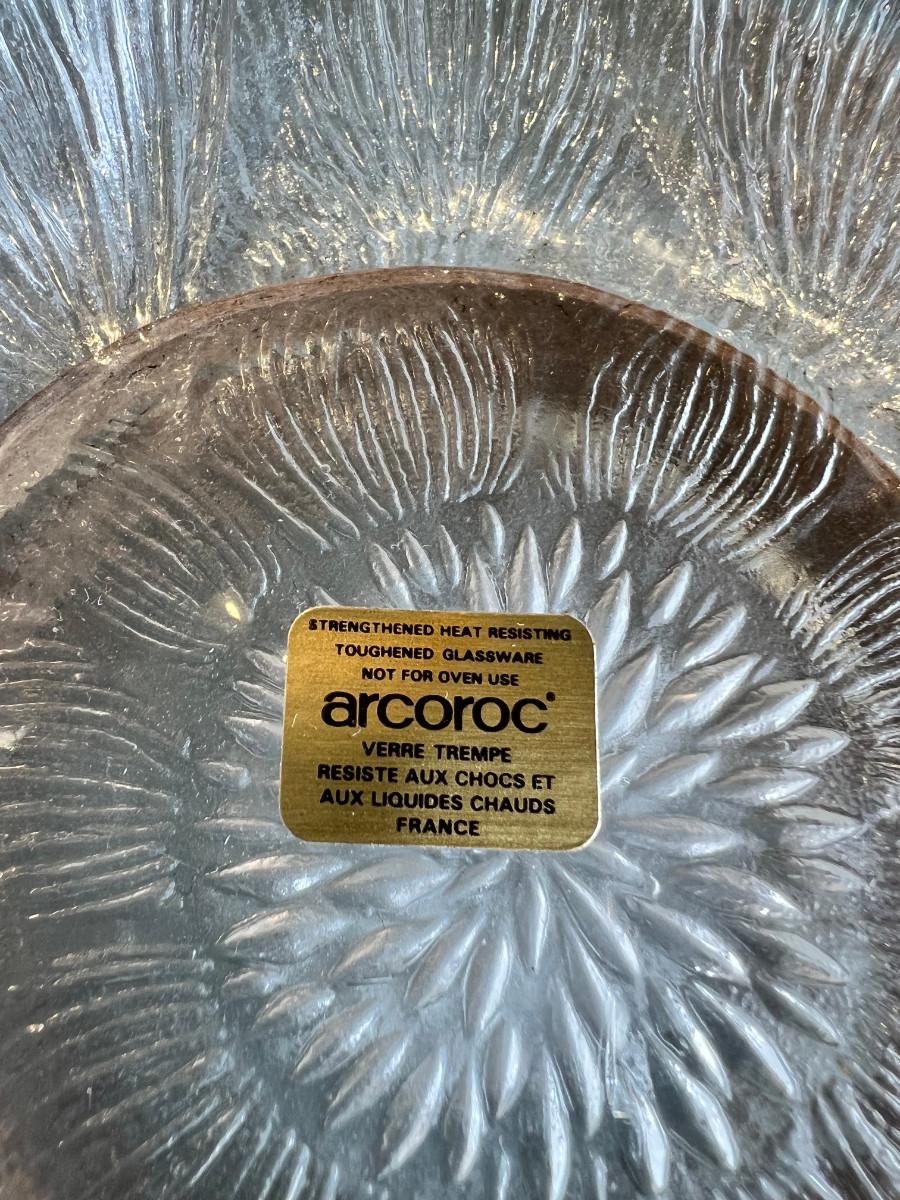 STRENGTHENED HEAT RESISTING
TOUGHENED GLASSWARE
NOT FOR OVEN USE
arcoroc®
VERRE TREMPE
RESISTE AUX CHOCS ET
AUX LIQUIDES CHAUDS
FRANCE